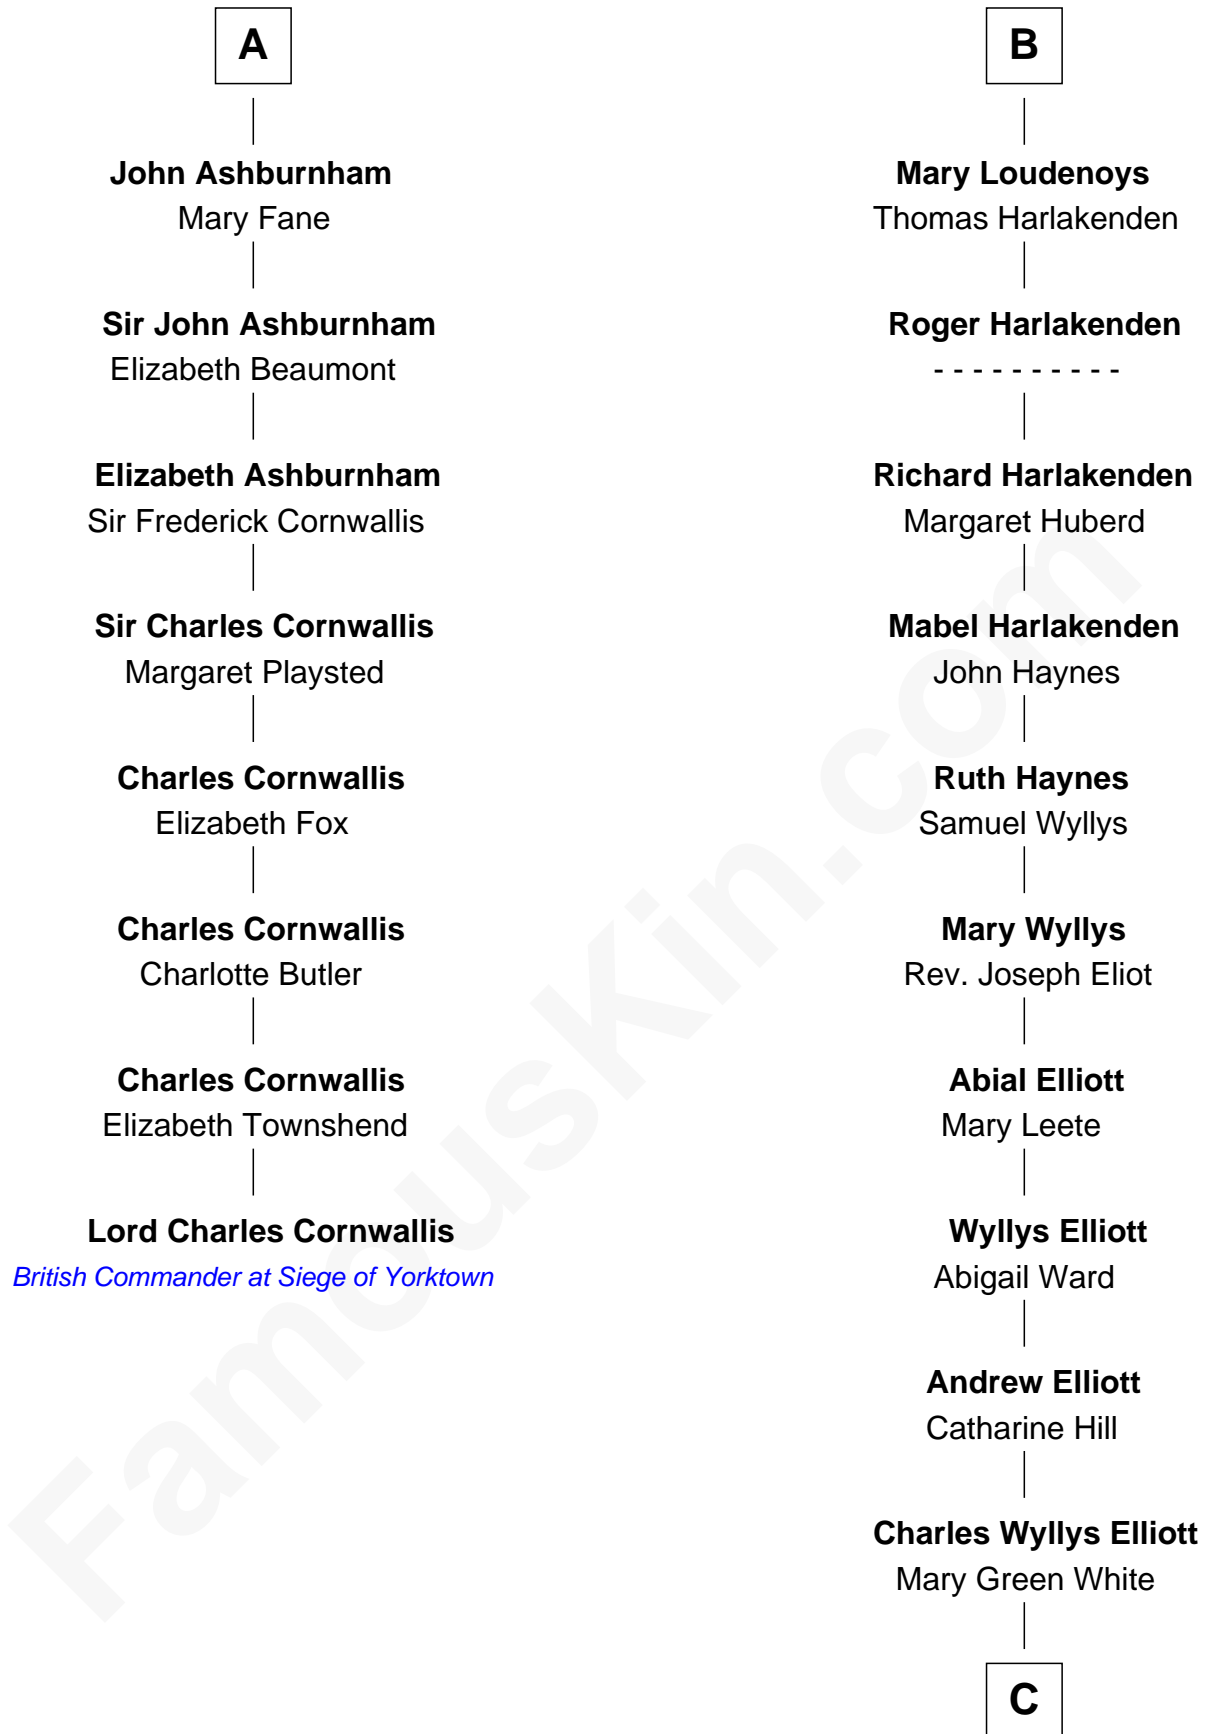 A
John Ashburnham
Mary Fane
Sir John Ashburnham
Elizabeth Beaumont
Elizabeth Ashburnham
Sir Frederick Cornwallis
Sir Charles Cornwallis
Margaret Playsted
Charles Cornwallis
Elizabeth Fox
Charles Cornwallis
Charlotte Butler
Charles Cornwallis
Elizabeth Townshend
Lord Charles Cornwallis
British Commander at Siege of Yorktown
B
Mary Loudenoys
Thomas Harlakenden
Roger Harlakenden
- - - - - - - - - -
Richard Harlakenden
Margaret Huberd
Mabel Harlakenden
John Haynes
Ruth Haynes
Samuel Wyllys
Mary Wyllys
Rev. Joseph Eliot
Abial Elliott
Mary Leete
Wyllys Elliott
Abigail Ward
Andrew Elliott
Catharine Hill
Charles Wyllys Elliott
Mary Green White
C
FamousKin.com